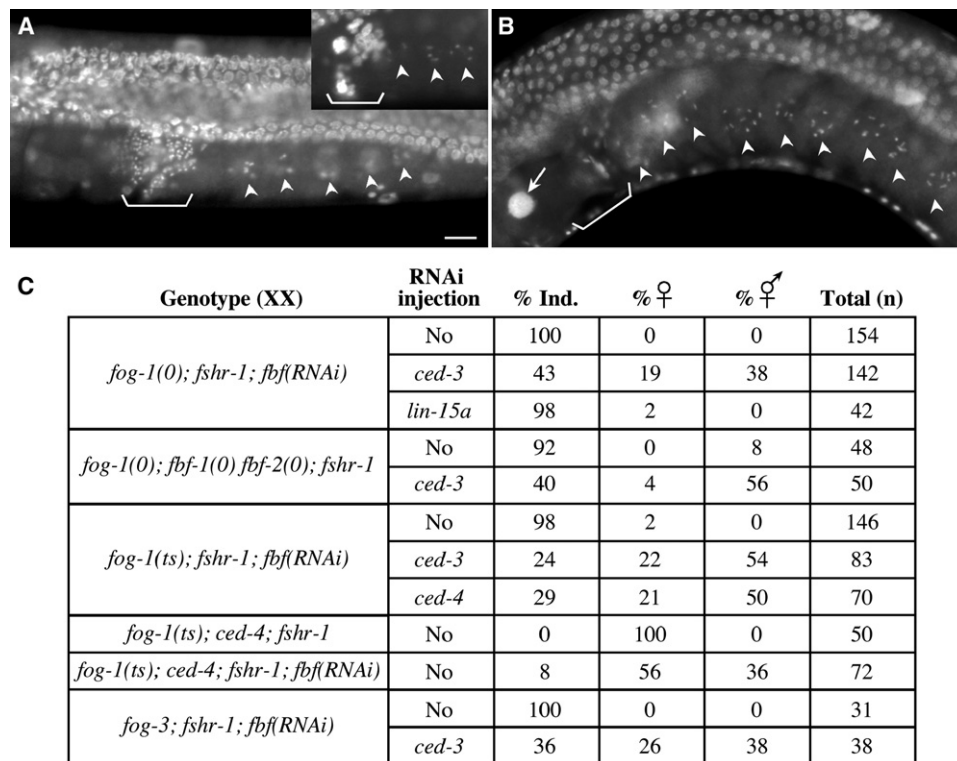 A
B
C
Genotype (XX) RNAi injection % Ind. % ♀ % ⚥ Total (n)
fog-1(0); fshr-1; fbf(RNAi) No 100 0 0 154
ced-3 43 19 38 142
lin-15a 98 2 0 42
fog-1(0); fbf-1(0) fbf-2(0); fshr-1 No 92 0 8 48
ced-3 40 4 56 50
fog-1(ts); fshr-1; fbf(RNAi) No 98 2 0 146
ced-3 24 22 54 83
ced-4 29 21 50 70
fog-1(ts); ced-4; fshr-1 No 0 100 0 50
fog-1(ts); ced-4; fshr-1; fbf(RNAi) No 8 56 36 72
fog-3; fshr-1; fbf(RNAi) No 100 0 0 31
ced-3 36 26 38 38